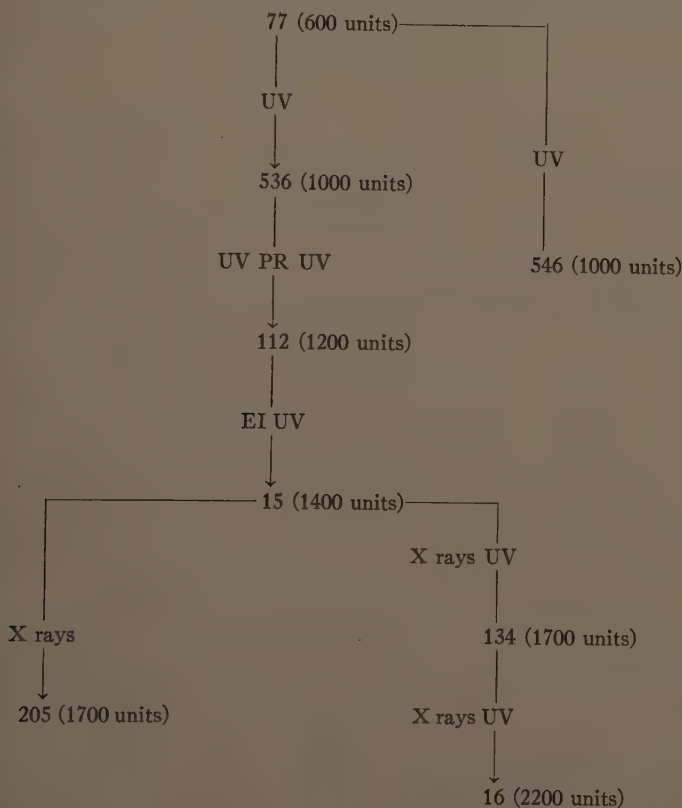 77 (600 units)
UV
UV
536 (1000 units)
UV PR UV
546 (1000 units)
112 (1200 units)
EI UV
15 (1400 units)
X rays UV
X rays
134 (1700 units)
205 (1700 units)
X rays UV
16 (2200 units)